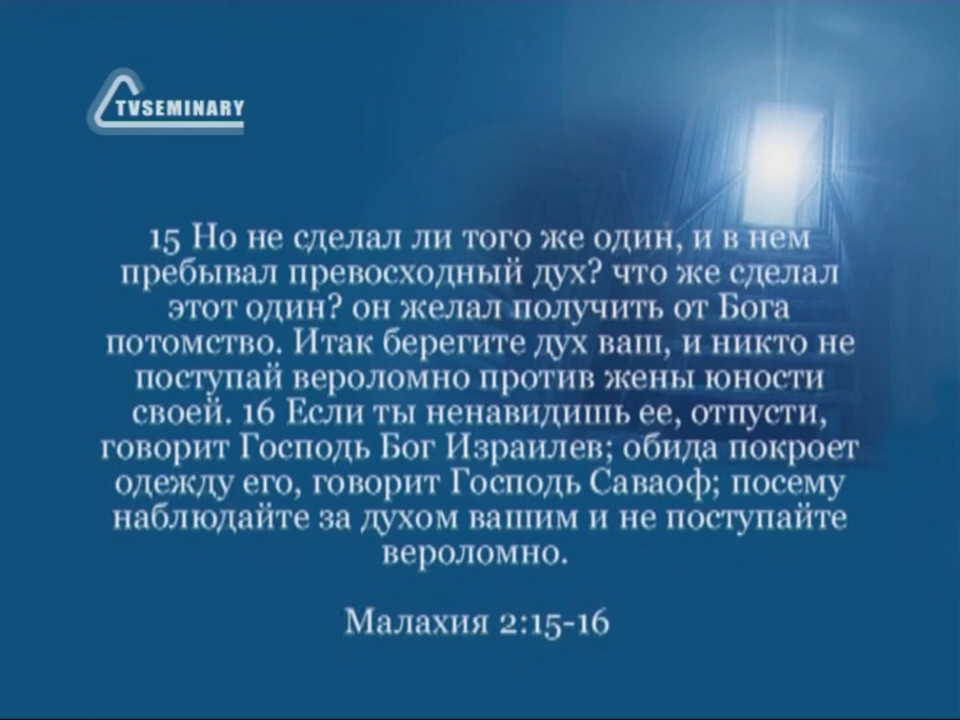 TVSEMINARY
15 Но не сделал ли того же один, и в нем
пребывал превосходный дух? что же сделал
этот один? он желал получить от Бога
потомство. Итак берегите дух ваш, и никто не
поступай вероломно против жены юности
своей. 16 Если ты ненавидишь ее, отпусти,
говорит Господь Бог Израилев; обида покроет
одежду его, говорит Господь Саваоф; посему
наблюдайте за духом вашим и не поступайте
вероломно.
Малахия 2:15-16